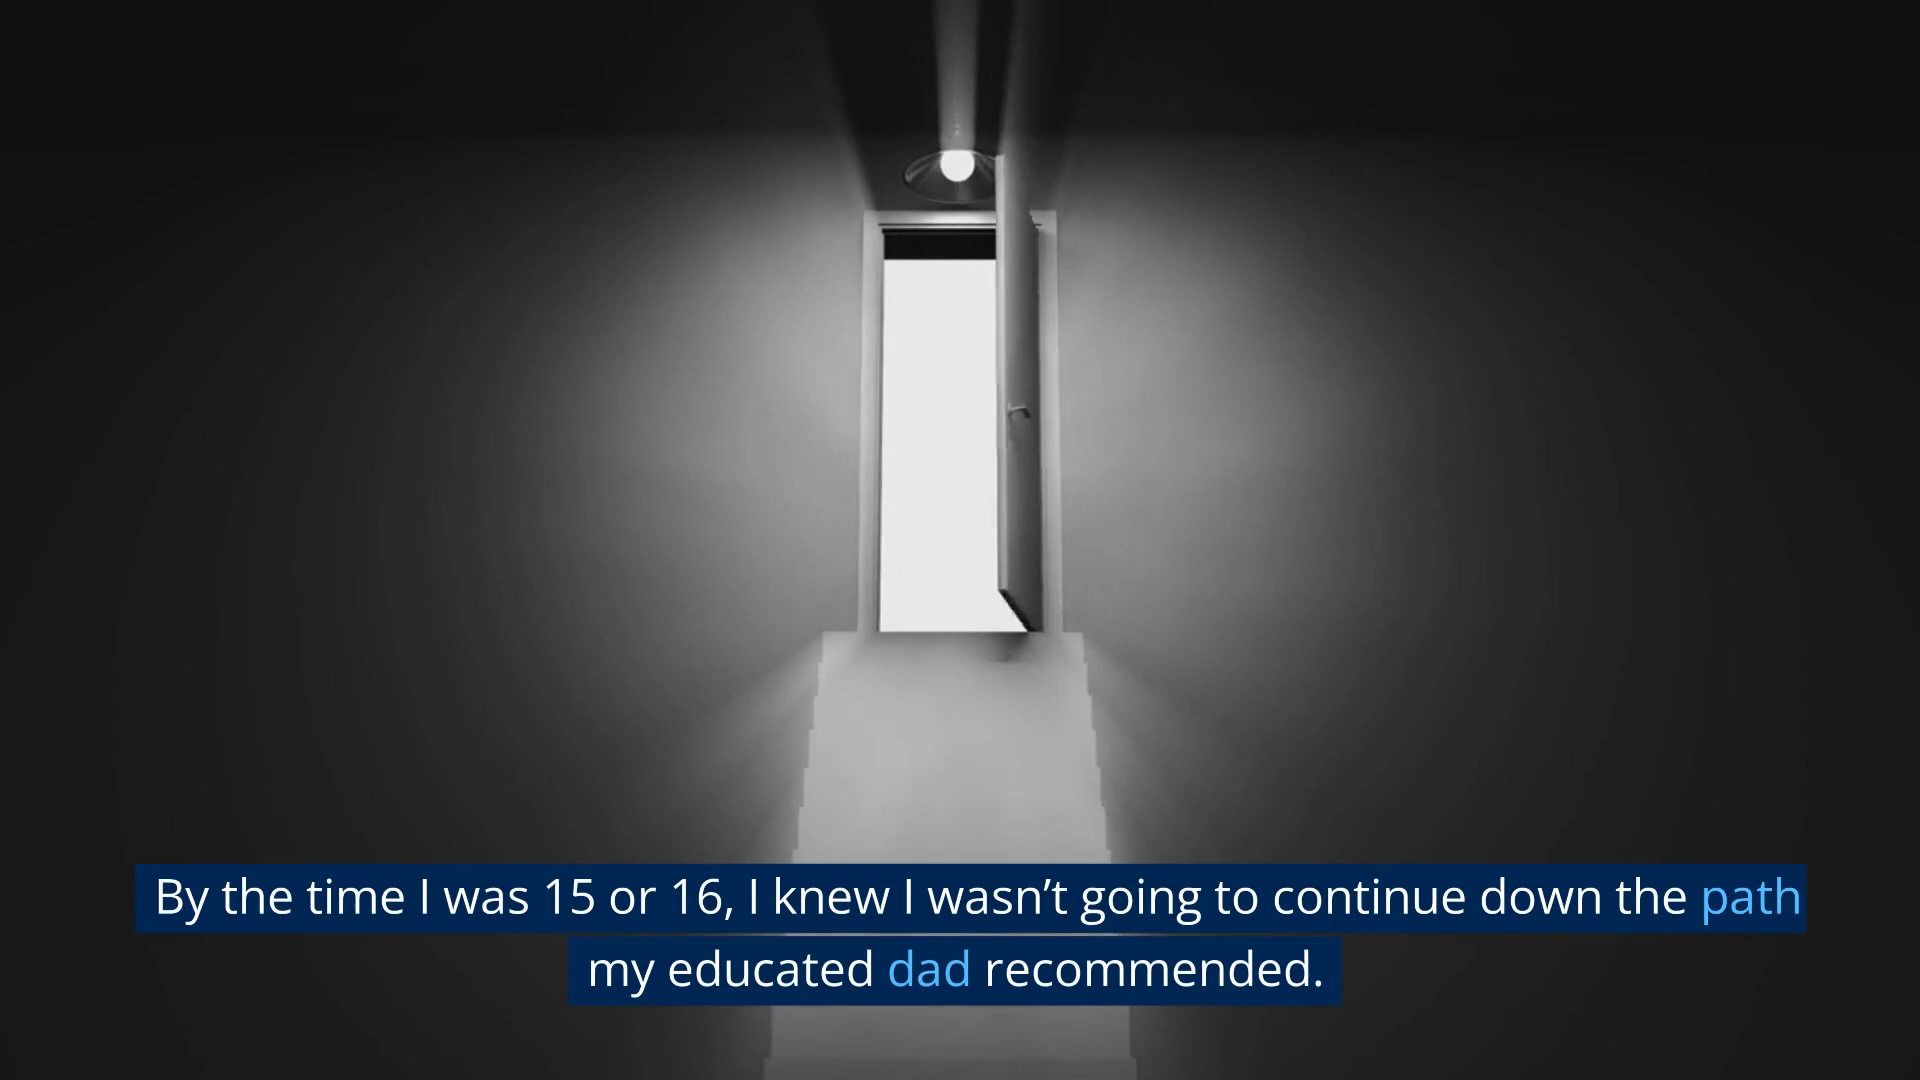 By the time I was 15 or 16, I knew I wasn’t going to continue down the path
my educated dad recommended.